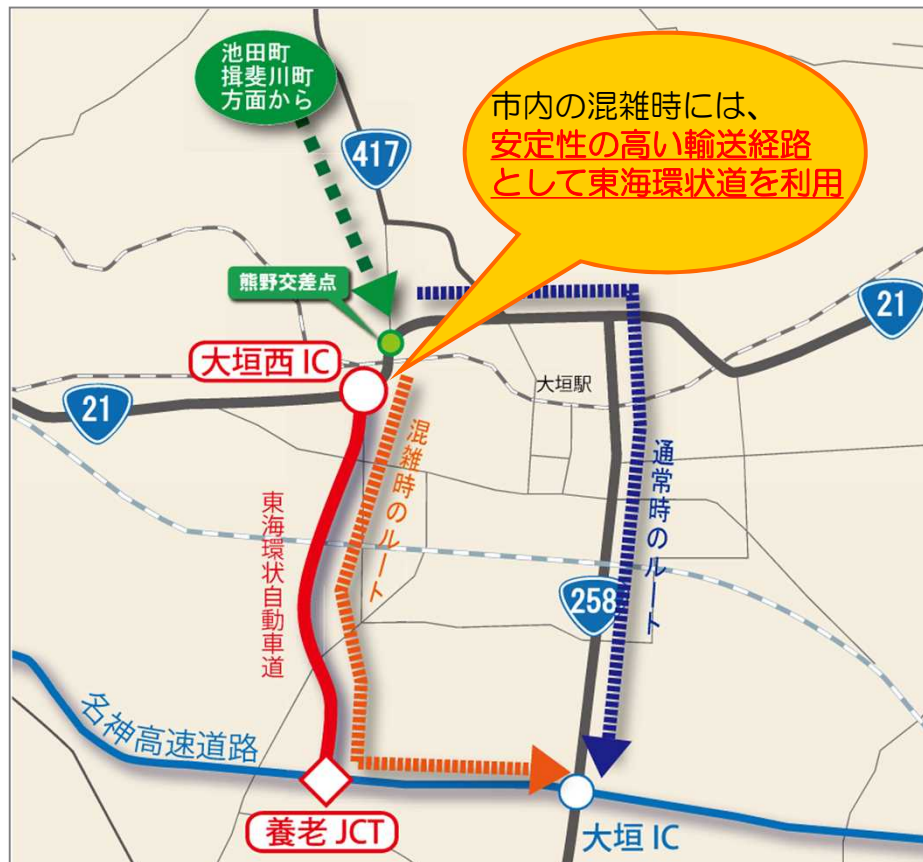 池田町
揖斐川町
方面から
417
市内の混雑時には、
安定性の高い輸送経路
として東海環状道を利用
熊野交差点
21
大垣西 IC
大垣駅
21
混雑時のルート
通常時のルート
東海環状自動車道
258
名神高速道路
養老 JCT
大垣 IC